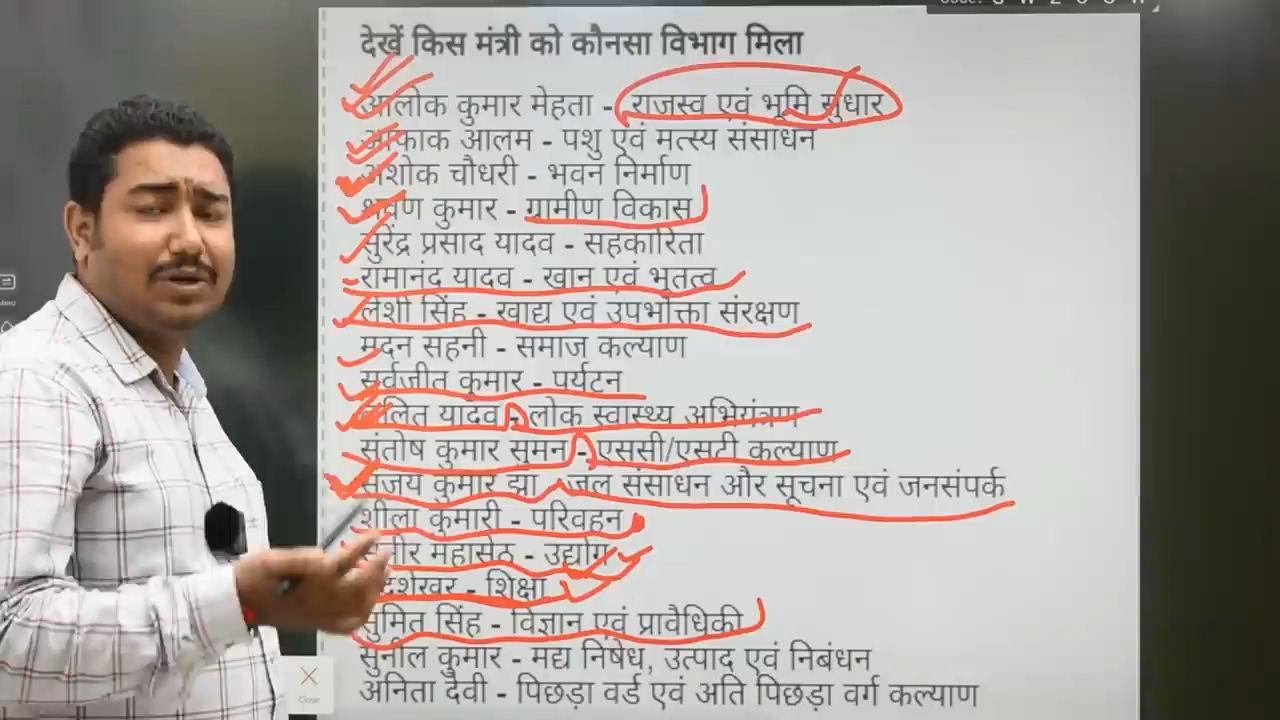 देखें किस मंत्री को कौनसा विभाग मिला
आलोक कुमार मेहता - राजस्व एवं भूमि सुधार
आफाक आलम - पशु एवं मत्स्य संसाधन
अशोक चौधरी - भवन निर्माण
श्रवण कुमार - ग्रामीण विकास
सुरेंद्र प्रसाद यादव - सहकारिता
रामानंद यादव - खान एवं भूतत्व
लेशी सिंह - खाद्य एवं उपभोक्ता संरक्षण
मदन सहनी - समाज कल्याण
सर्वजीत कुमार - पर्यटन
ललित यादव - लोक स्वास्थ्य अभियंत्रण
संतोष कुमार सुमन - एससी/एसटी कल्याण
संजय कुमार झा - जल संसाधन और सूचना एवं जनसंपर्क
शीला कुमारी - परिवहन
महासेठ - उद्योग
- शिक्षा
सुमित सिंह - विज्ञान एवं प्रावैधिकी
सुनील कुमार - मद्य निषेध, उत्पाद एवं निबंधन
अनिता देवी - पिछड़ा वर्ड एवं अति पिछड़ा वर्ग कल्याण
Close